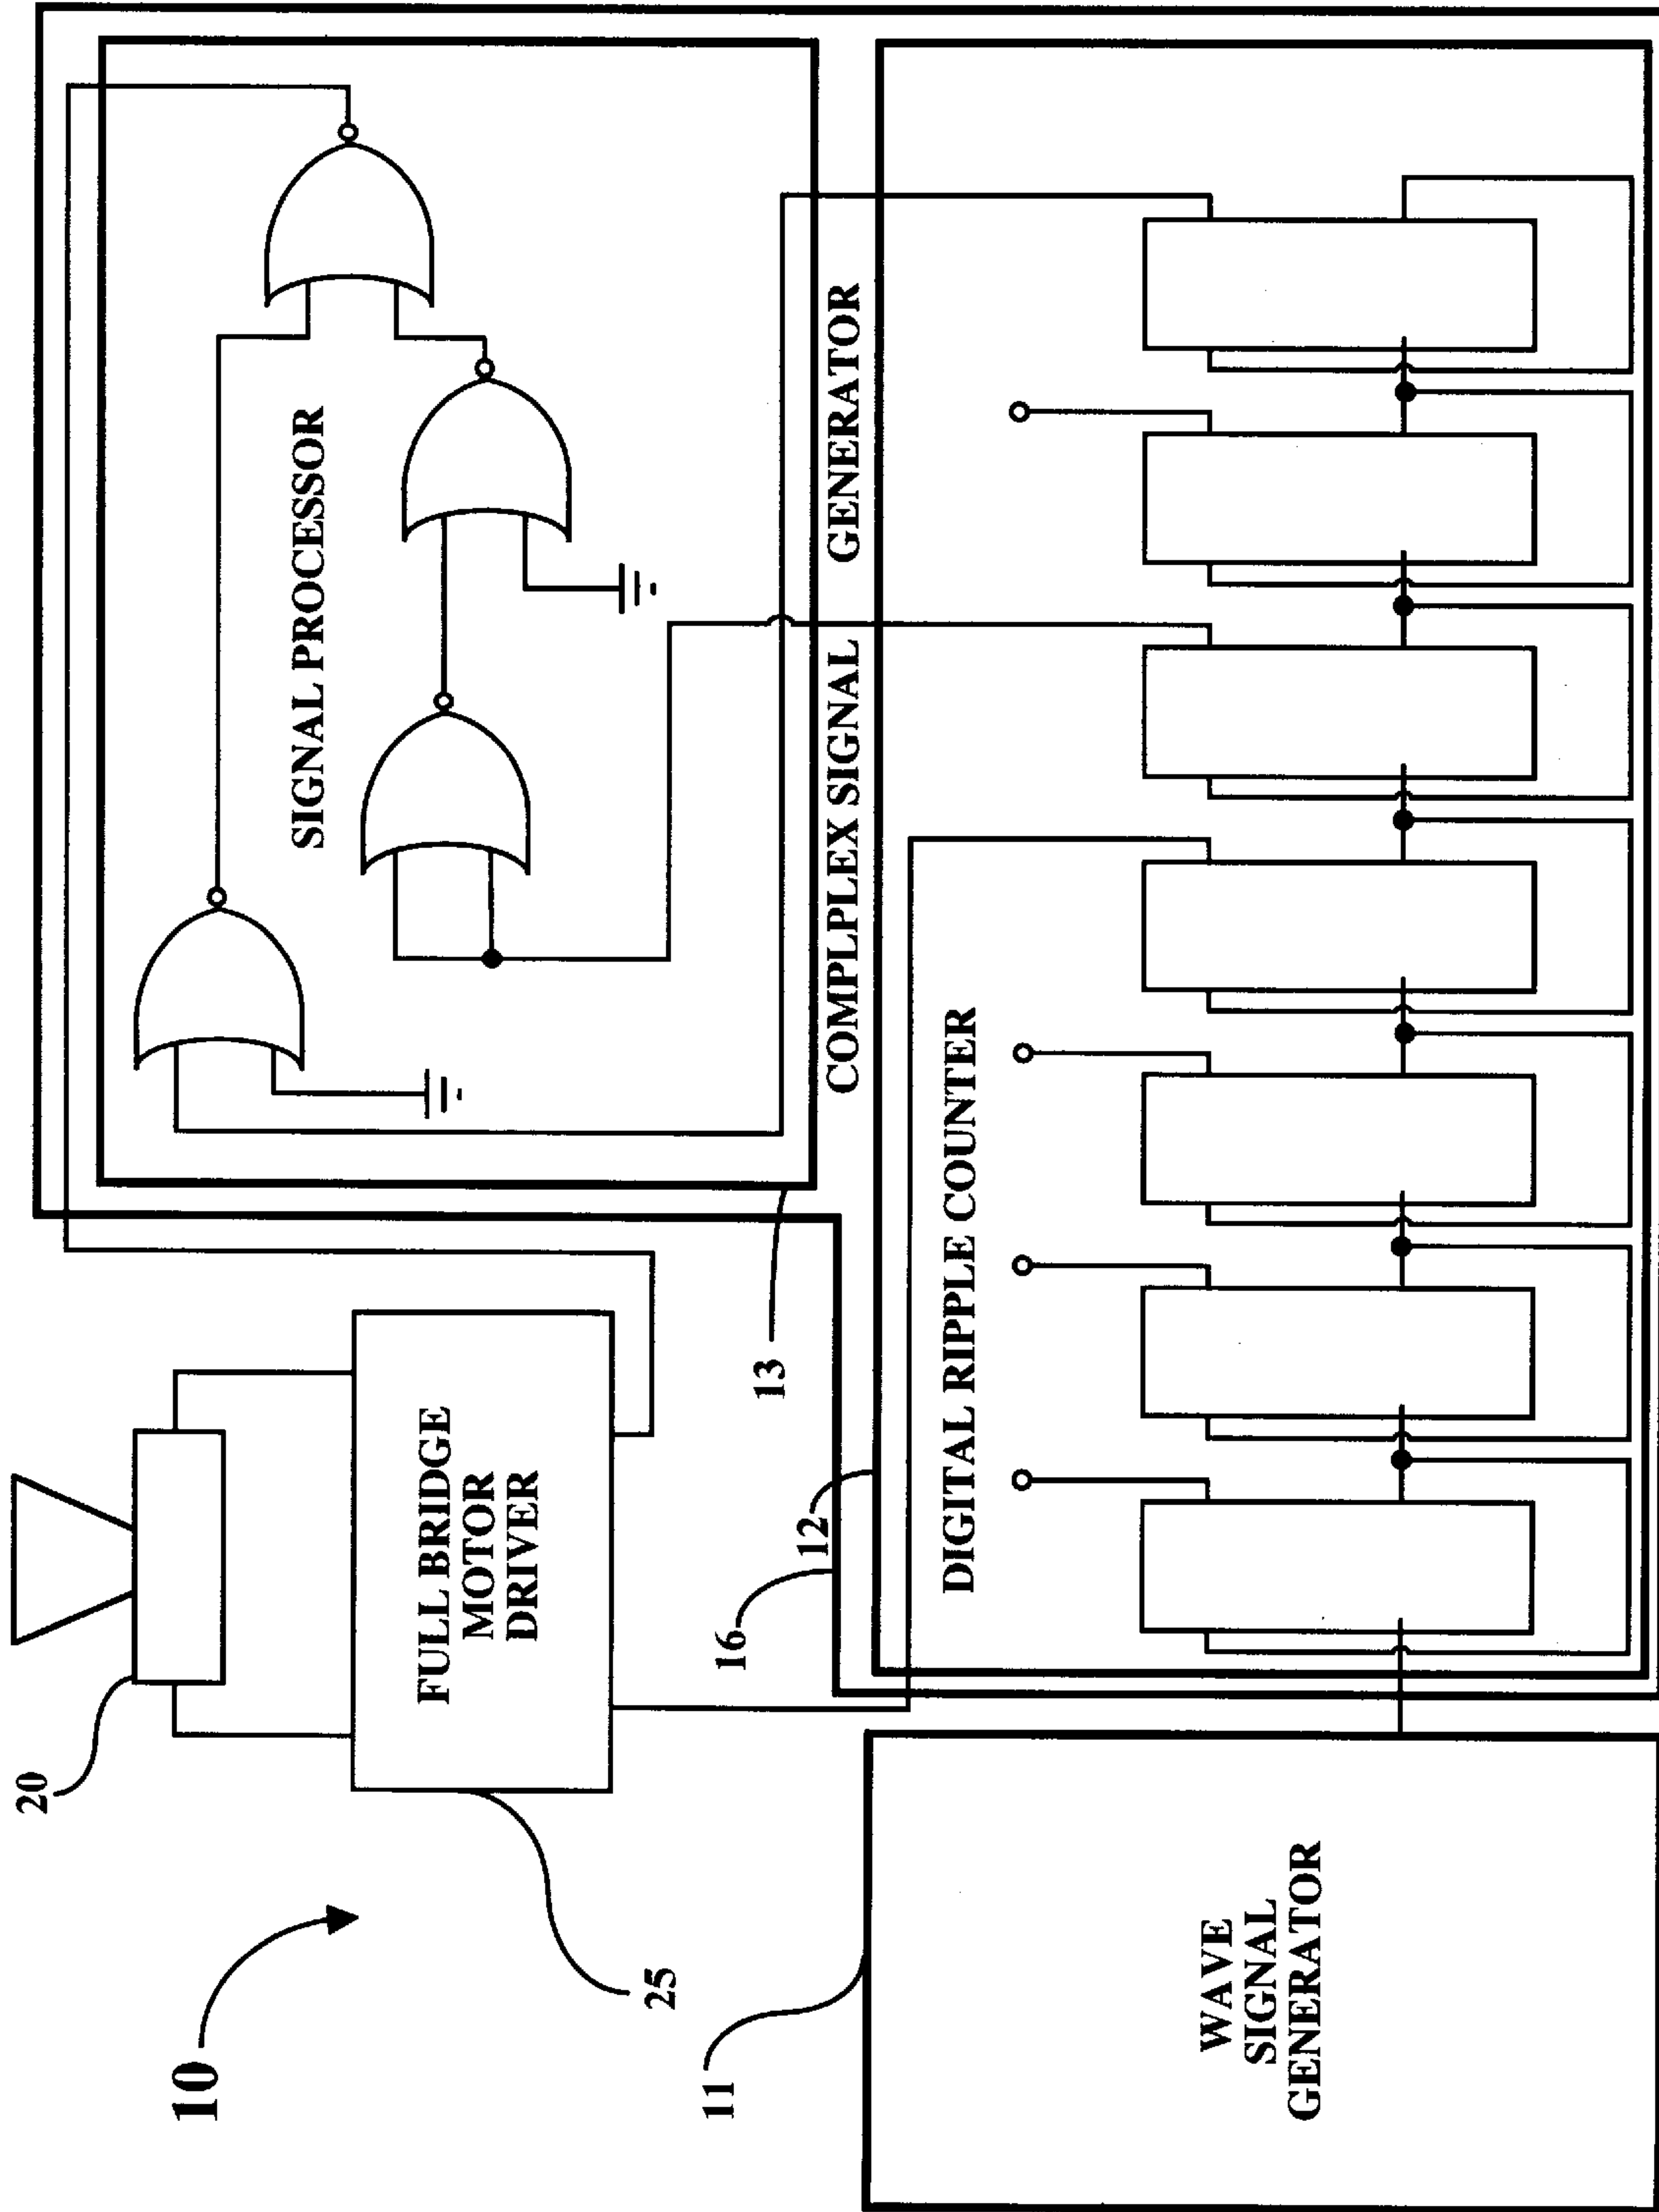 10
20
25
FULL BRIDGE
MOTOR
DRIVER
SIGNAL PROCESSOR
13
COMPLPLEX SIGNAL GENERATOR
11
WAVE
SIGNAL
GENERATOR
16
12
DIGITAL RIPPLE COUNTER